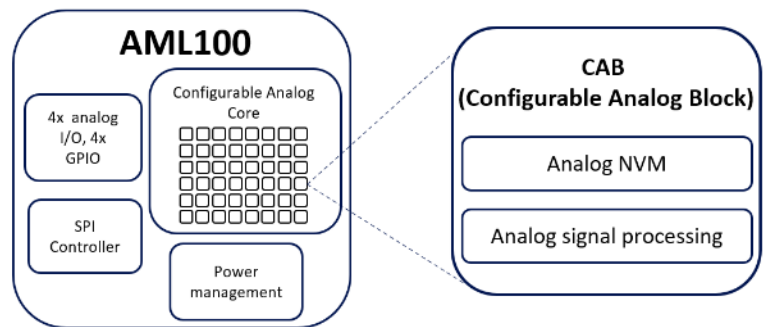 AML100
4x analog
I/O, 4x
GPIO
Configurable Analog
Core
SPI
Controller
Power
management
CAB
(Configurable Analog Block)
Analog NVM
Analog signal processing